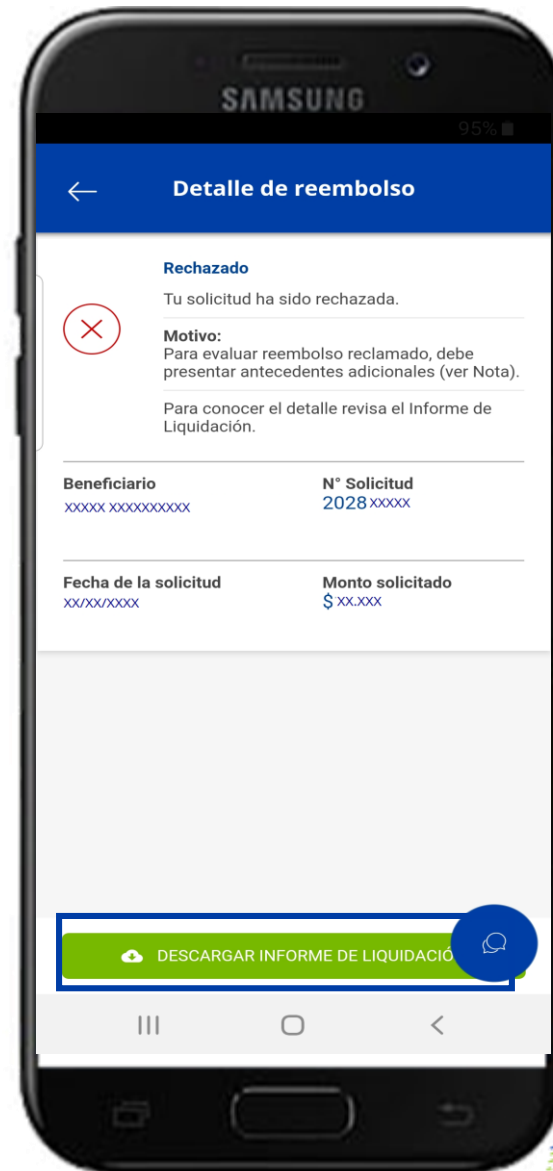 SAMSUNG
95%
Detalle de reembolso
Rechazado
Tu solicitud ha sido rechazada.
Motivo:
Para evaluar reembolso reclamado, debe
presentar antecedentes adicionales (ver Nota).
Para conocer el detalle revisa el Informe de
Liquidación.
Beneficiario
XXXXX XXXXXXXXXX
N° Solicitud
2028 XXXXX
Fecha de la solicitud
XX/XX/XXXX
Monto solicitado
$ XX.XXX
DESCARGAR INFORME DE LIQUIDACIÓ